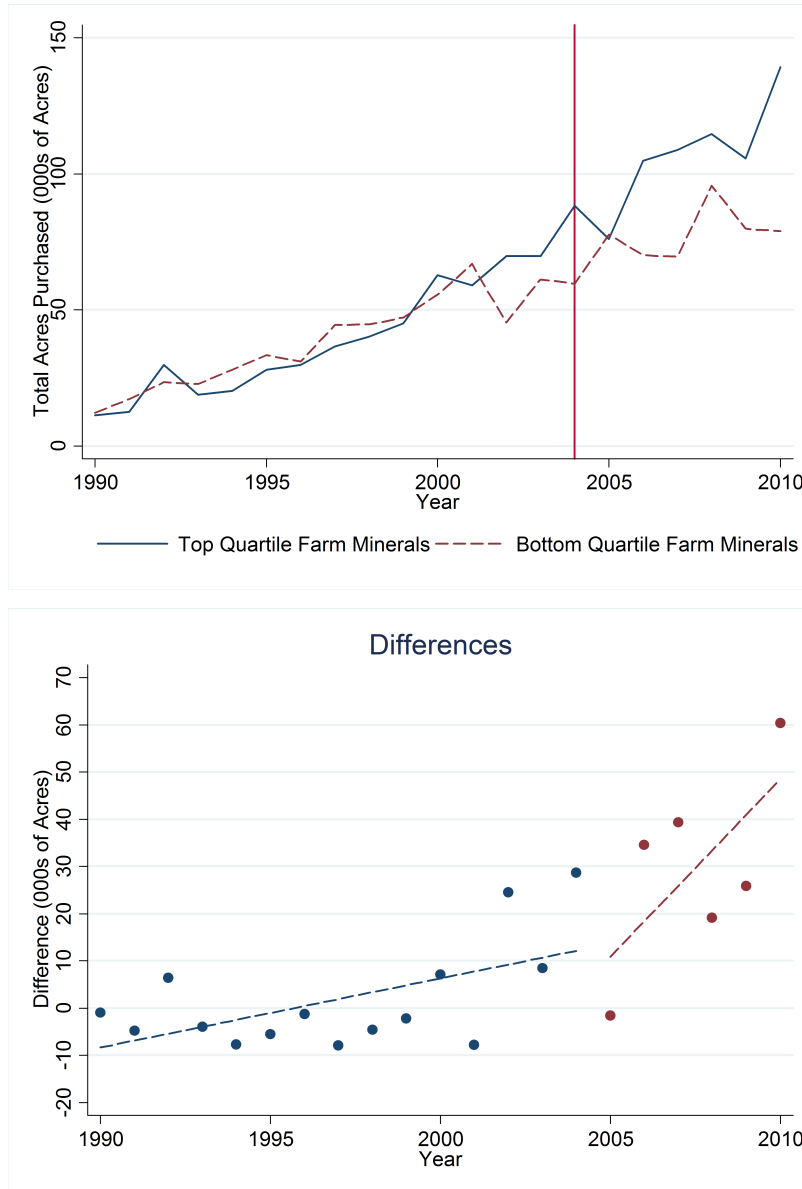 150
100
50
0
Total Acres Purchased (000s of Acres)
1990 1995 2000 2005 2010
Year
Top Quartile Farm Minerals Bottom Quartile Farm Minerals
Differences
70
60
50
40
30
20
10
0
-10
-20
Difference (000s of Acres)
1990 1995 2000 2005 2010
Year